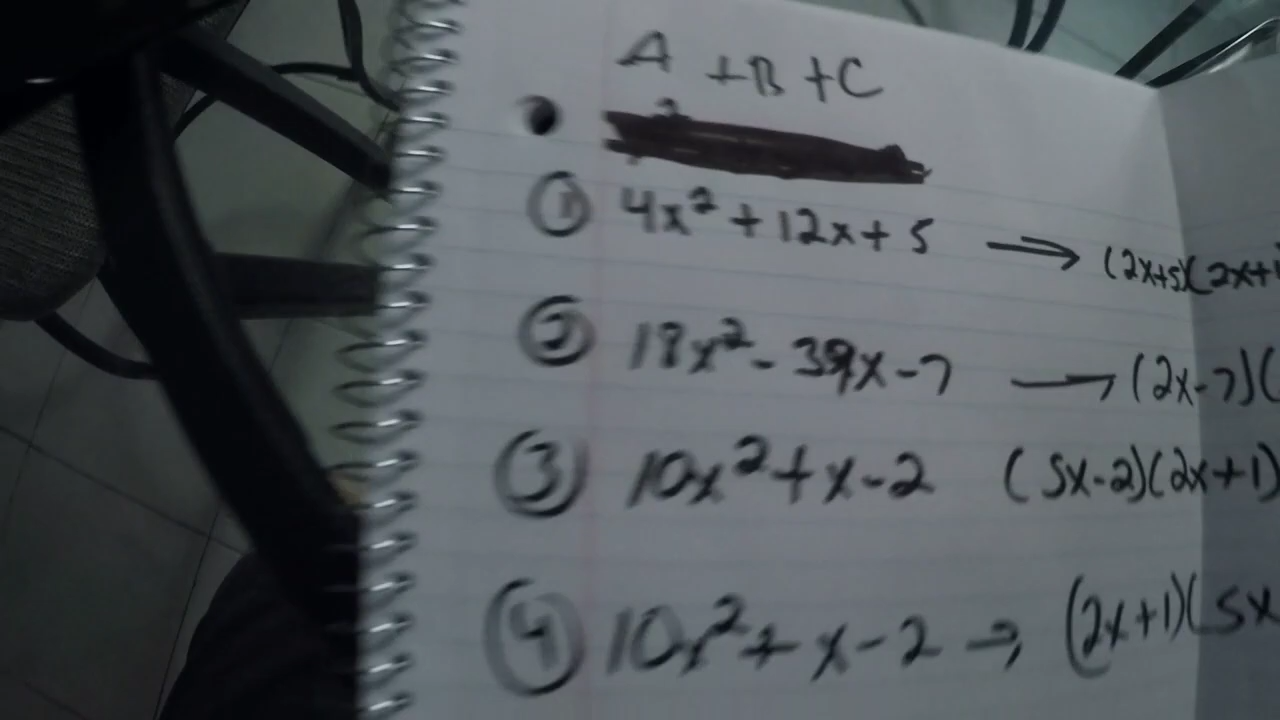 A +B +C
① 4x² + 12x + 5 → (2x+5)(2x+1
② 18x² - 39x - 7 → (2x-7)(
③ 10x² + x - 2 (5x-2)(2x+1)
④ 10x² + x - 2 → (2x+1)(5x